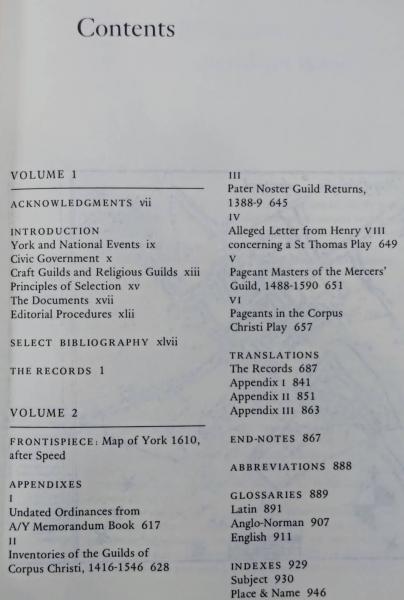 Contents
VOLUME 1
ACKNOWLEDGMENTS vii
INTRODUCTION
York and National Events ix
Civic Government x
Craft Guilds and Religious Guilds xiii
Principles of Selection xv
The Documents xvii
Editorial Procedures xlii
SELECT BIBLIOGRAPHY xlvii
THE RECORDS 1
VOLUME 2
FRONTISPIECE: Map of York 1610,
after Speed
APPENDIXES
I
Undated Ordinances from
A/Y Memorandum Book 617
II
Inventories of the Guilds of
Corpus Christi, 1416-1546 628
III
Pater Noster Guild Returns,
1388-9 645
IV
Alleged Letter from Henry VIII
concerning a St Thomas Play 649
V
Pageant Masters of the Mercers'
Guild, 1488-1590 651
VI
Pageants in the Corpus
Christi Play 657
TRANSLATIONS
The Records 687
Appendix I 841
Appendix II 851
Appendix III 863
END-NOTES 867
ABBREVIATIONS 888
GLOSSARIES 889
Latin 891
Anglo-Norman 907
English 911
INDEXES 929
Subject 930
Place & Name 946